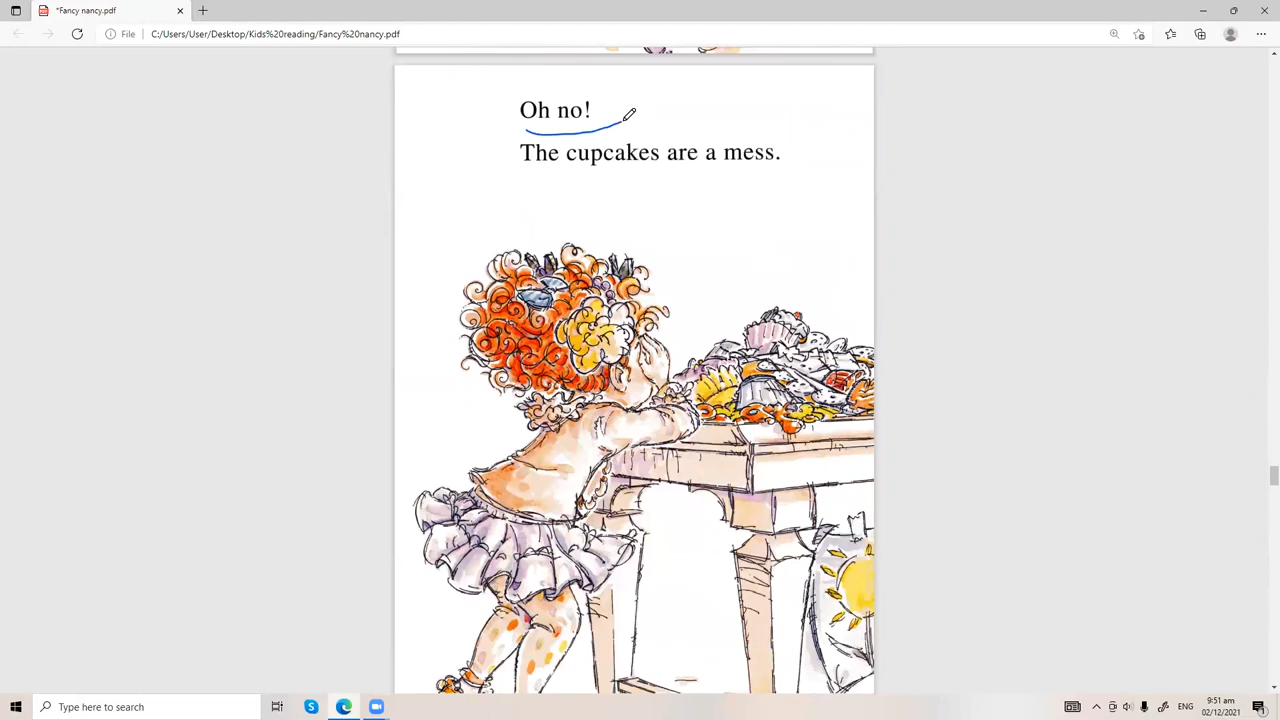 *Fancy nancy.pdf
File
C:/Users/User/Desktop/Kids%20reading/Fancy%20nancy.pdf
Oh no!
The cupcakes are a mess.
Type here to search
9:51 am
02/12/2021